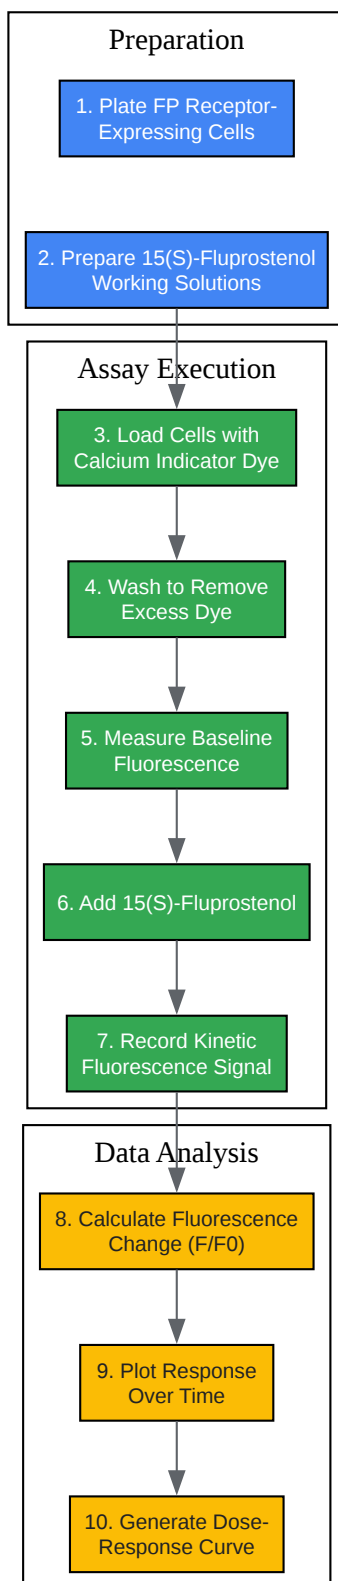 Preparation
1. Plate FP Receptor-
Expressing Cells
2. Prepare 15(S)-Fluprostenol
Working Solutions
Assay Execution
3. Load Cells with
Calcium Indicator Dye
4. Wash to Remove
Excess Dye
5. Measure Baseline
Fluorescence
6. Add 15(S)-Fluprostenol
7. Record Kinetic
Fluorescence Signal
Data Analysis
8. Calculate Fluorescence
Change (F/F0)
9. Plot Response
Over Time
10. Generate Dose-
Response Curve